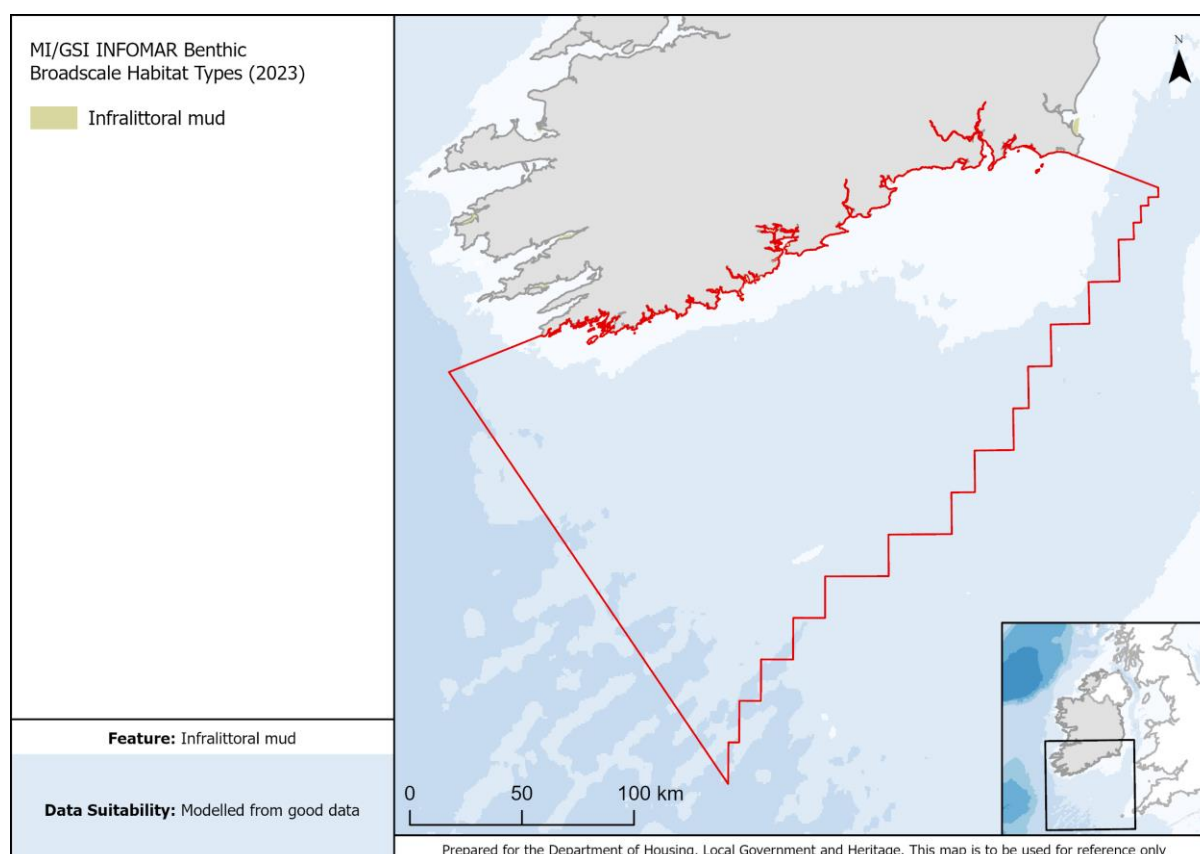 MI/GSI INFOMAR Benthic
Broadscale Habitat Types (2023)
Infralittoral mud
N
Feature: Infralittoral mud
Data Suitability: Modelled from good data
0 50 100 km
Prepared for the Department of Housing, Local Government and Heritage. This map is to be used for reference only